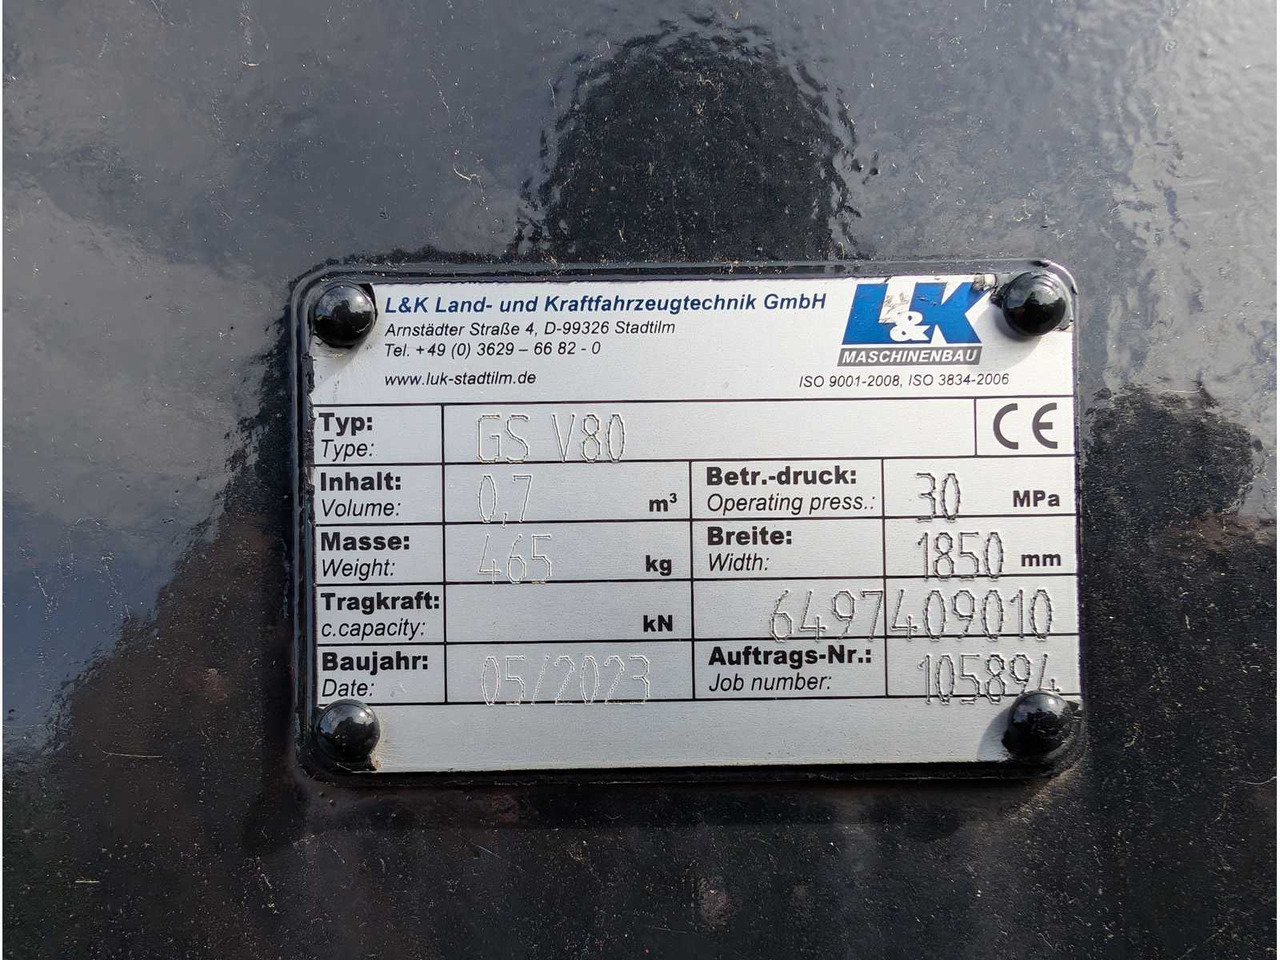 L&K Land- und Kraftfahrzeugtechnik GmbH
Arnstädter Straße 4, D-99326 Stadtilm
Tel. +49 (0) 3629 – 66 82 - 0
www.luk-stadtilm.de
L&K
MASCHINENBAU
ISO 9001-2008, ISO 3834-2006
Typ: GS V80 CE
Type:
Inhalt: 0,7 m³ Betr.-druck: 30 MPa
Volume: Operating press.:
Masse: 465 kg Breite: 1850 mm
Weight: Width:
Tragkraft: kN 6497409010
c.capacity:
Baujahr: 05/2023 Auftrags-Nr.: 105894
Date: Job number: